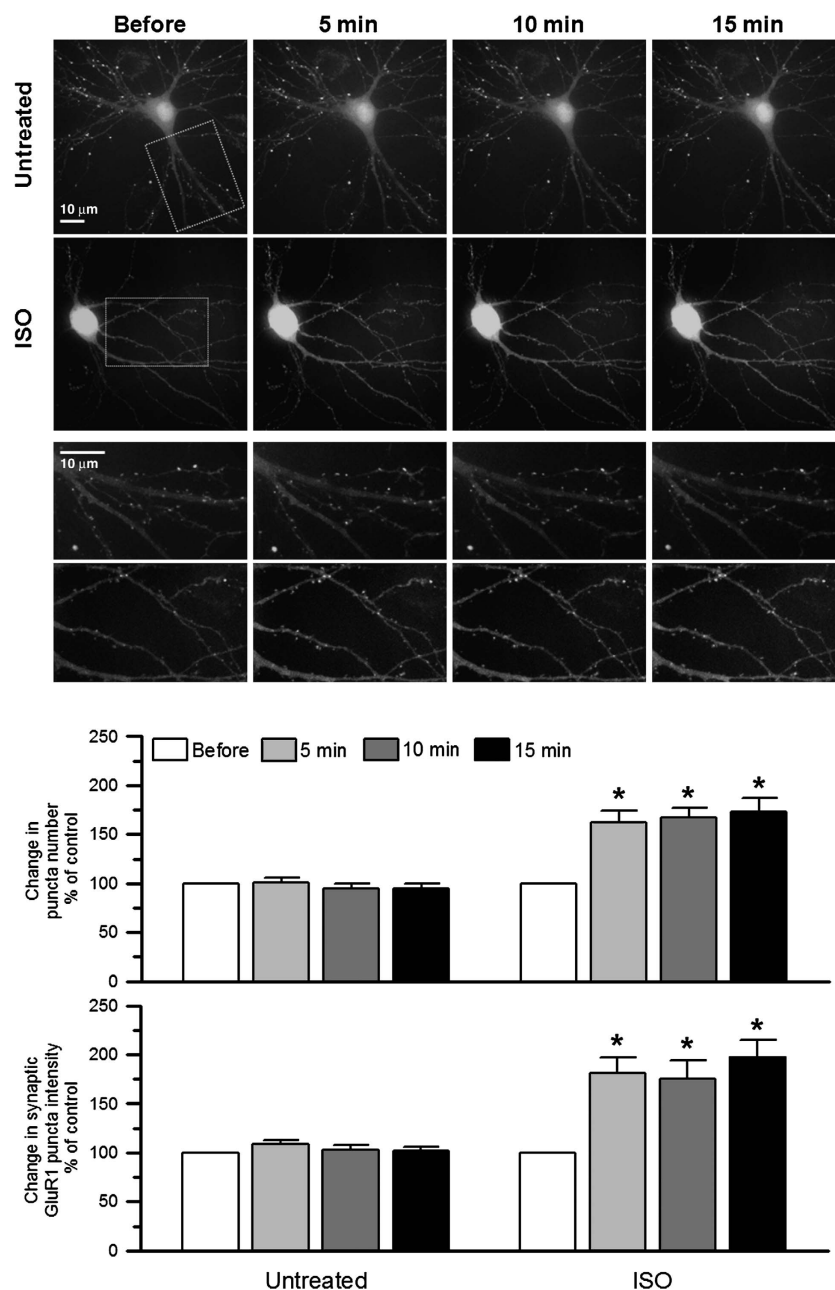 Before 5 min 10 min 15 min
Untreated
10 μm
ISO
10 μm
250
200
150
100
50
0
Change in
puncta number
% of control
Before 5 min 10 min 15 min
* * *
250
200
150
100
50
0
Change in synaptic
GluR1 puncta intensity
% of control
* * *
Untreated ISO